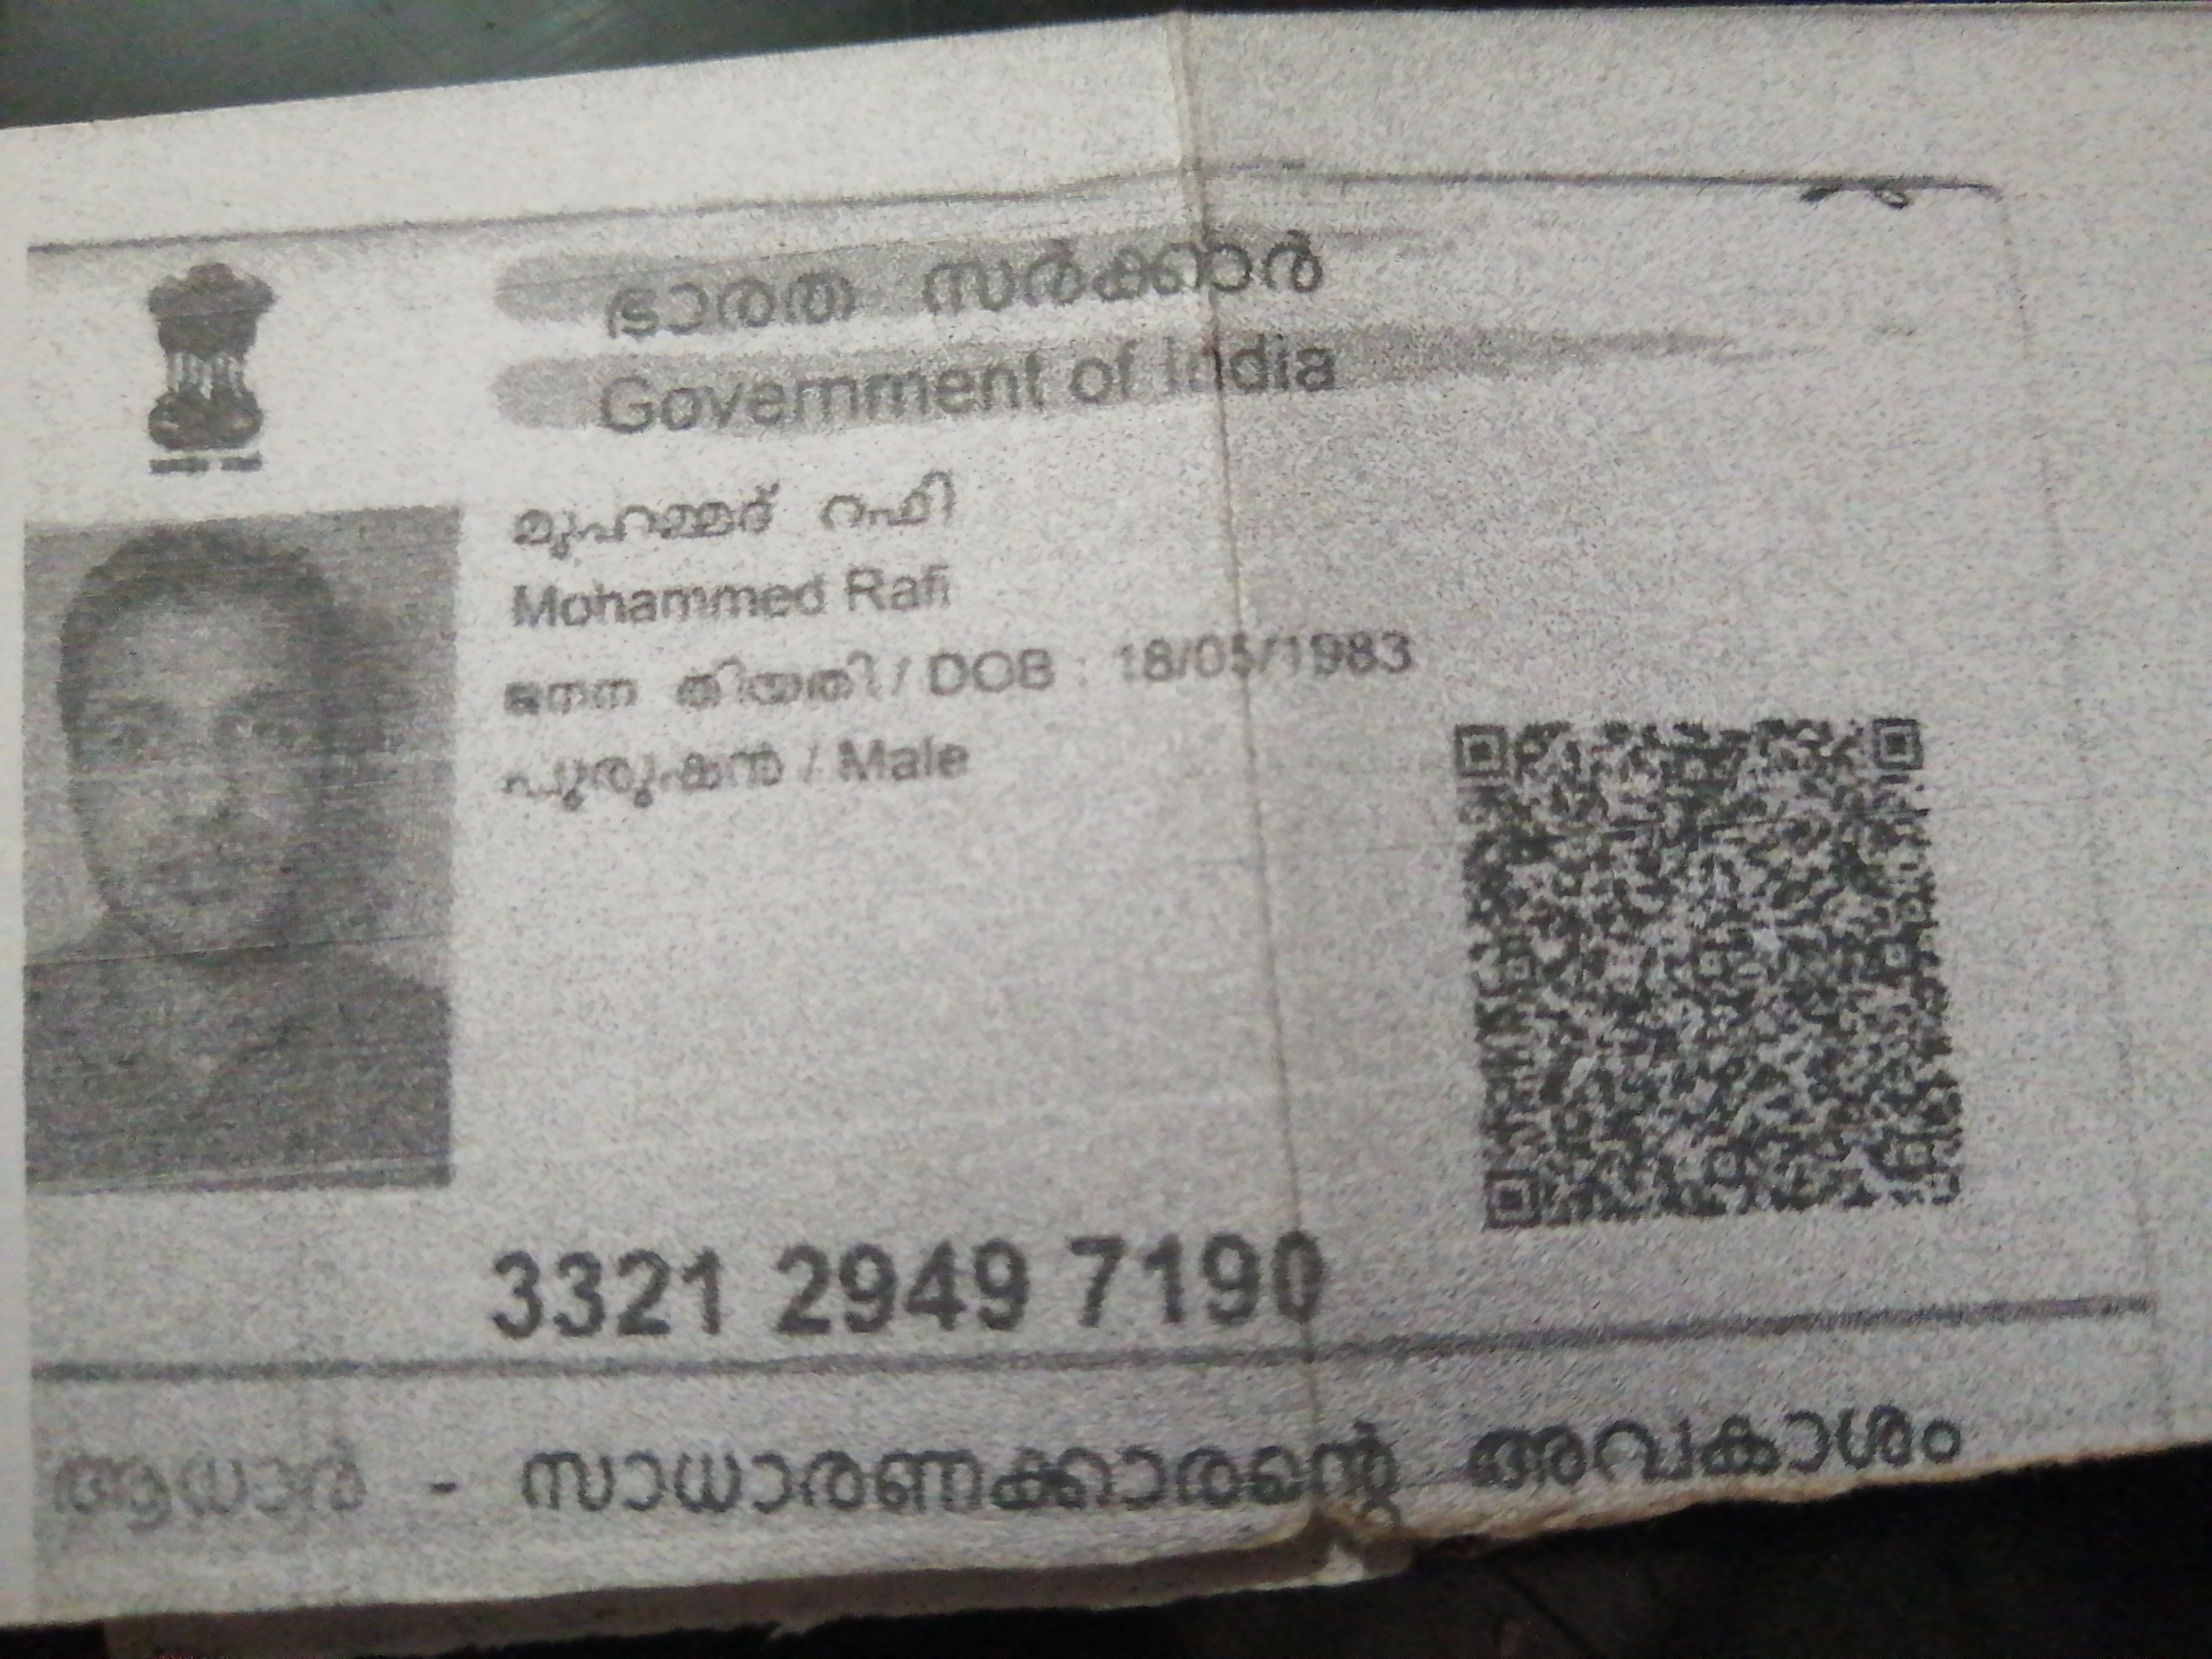 ഭാരത സർക്കാർ
Government of India
മുഹമ്മദ് റഫി
Mohammed Rafi
ജനന തിയതി / DOB : 18/05/1983
പുരുഷൻ / Male
3321 2949 7190
ആധാർ - സാധാരണക്കാരന്റെ അവകാശം